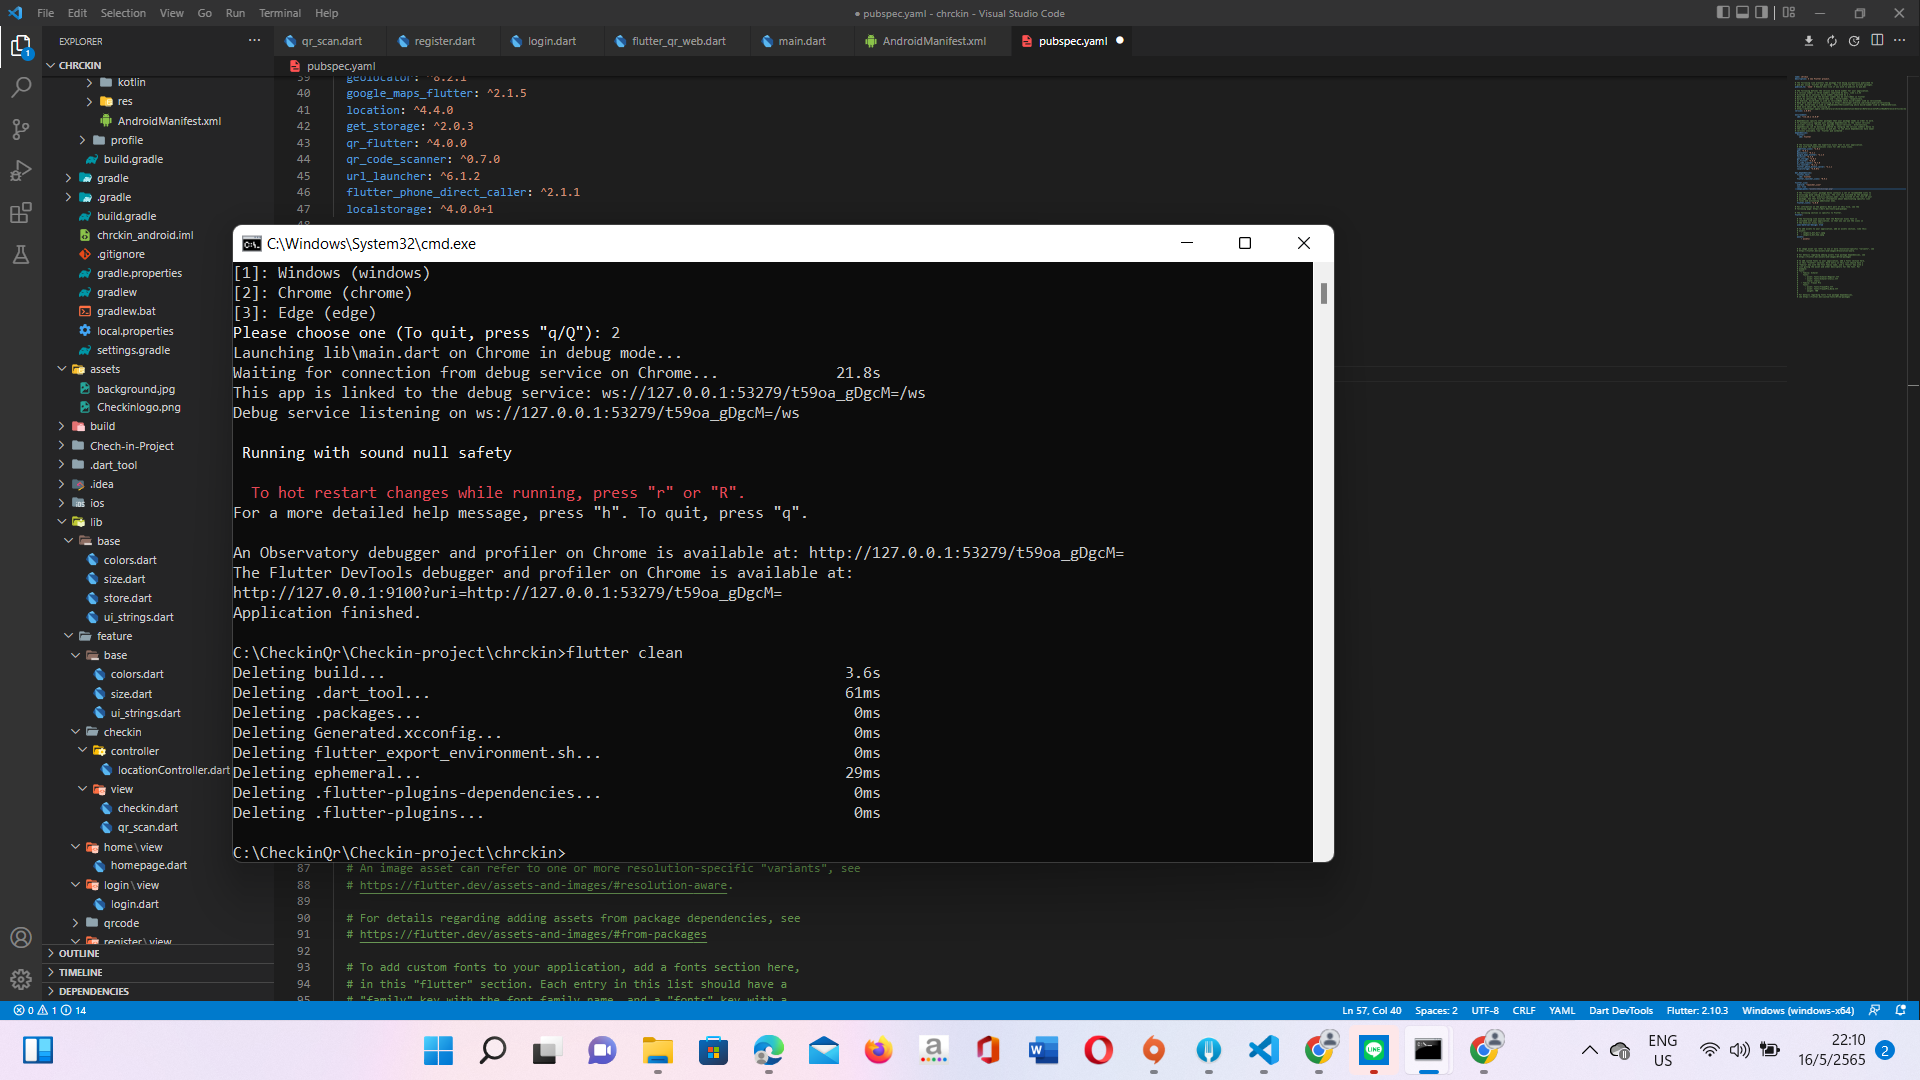 File Edit Selection View Go Run Terminal Help
● pubspec.yaml - chrckin - Visual Studio Code
EXPLORER
qr_scan.dart register.dart login.dart flutter_qr_web.dart main.dart AndroidManifest.xml pubspec.yaml
CHRCKIN
pubspec.yaml
kotlin
res
AndroidManifest.xml
profile
build.gradle
gradle
.gradle
build.gradle
chrckin_android.iml
.gitignore
gradle.properties
gradlew
gradlew.bat
local.properties
settings.gradle
assets
background.jpg
Checkinlogo.png
build
Chech-in-Project
.dart_tool
.idea
ios
lib
base
colors.dart
size.dart
store.dart
ui_strings.dart
feature
base
colors.dart
size.dart
ui_strings.dart
checkin
controller
locationController.dart
view
checkin.dart
qr_scan.dart
home\view
homepage.dart
login\view
login.dart
qrcode
register\view
OUTLINE
TIMELINE
DEPENDENCIES
39 geolocator: ^8.2.1
40 google_maps_flutter: ^2.1.5
41 location: ^4.4.0
42 get_storage: ^2.0.3
43 qr_flutter: ^4.0.0
44 qr_code_scanner: ^0.7.0
45 url_launcher: ^6.1.2
46 flutter_phone_direct_caller: ^2.1.1
47 localstorage: ^4.0.0+1
48
C:\Windows\System32\cmd.exe
[1]: Windows (windows)
[2]: Chrome (chrome)
[3]: Edge (edge)
Please choose one (To quit, press "q/Q"): 2
Launching lib\main.dart on Chrome in debug mode...
Waiting for connection from debug service on Chrome... 21.8s
This app is linked to the debug service: ws://127.0.0.1:53279/t59oa_gDgcM=/ws
Debug service listening on ws://127.0.0.1:53279/t59oa_gDgcM=/ws
Running with sound null safety
To hot restart changes while running, press "r" or "R".
For a more detailed help message, press "h". To quit, press "q".
An Observatory debugger and profiler on Chrome is available at: http://127.0.0.1:53279/t59oa_gDgcM=
The Flutter DevTools debugger and profiler on Chrome is available at:
http://127.0.0.1:9100?uri=http://127.0.0.1:53279/t59oa_gDgcM=
Application finished.
C:\CheckinQr\Checkin-project\chrckin>flutter clean
Deleting build... 3.6s
Deleting .dart_tool... 61ms
Deleting .packages... 0ms
Deleting Generated.xcconfig... 0ms
Deleting flutter_export_environment.sh... 0ms
Deleting ephemeral... 29ms
Deleting .flutter-plugins-dependencies... 0ms
Deleting .flutter-plugins... 0ms
C:\CheckinQr\Checkin-project\chrckin>
87 # An image asset can refer to one or more resolution-specific "variants", see
88 # https://flutter.dev/assets-and-images/#resolution-aware.
89
90 # For details regarding adding assets from package dependencies, see
91 # https://flutter.dev/assets-and-images/#from-packages
92
93 # To add custom fonts to your application, add a fonts section here,
94 # in this "flutter" section. Each entry in this list should have a
95 # "family" key with the font family name, and a "fonts" key with a
0 1 14
Ln 57, Col 40 Spaces: 2 UTF-8 CRLF YAML Dart DevTools Flutter: 2.10.3 Windows (windows-x64)
ENG
US
22:10
16/5/2565
2